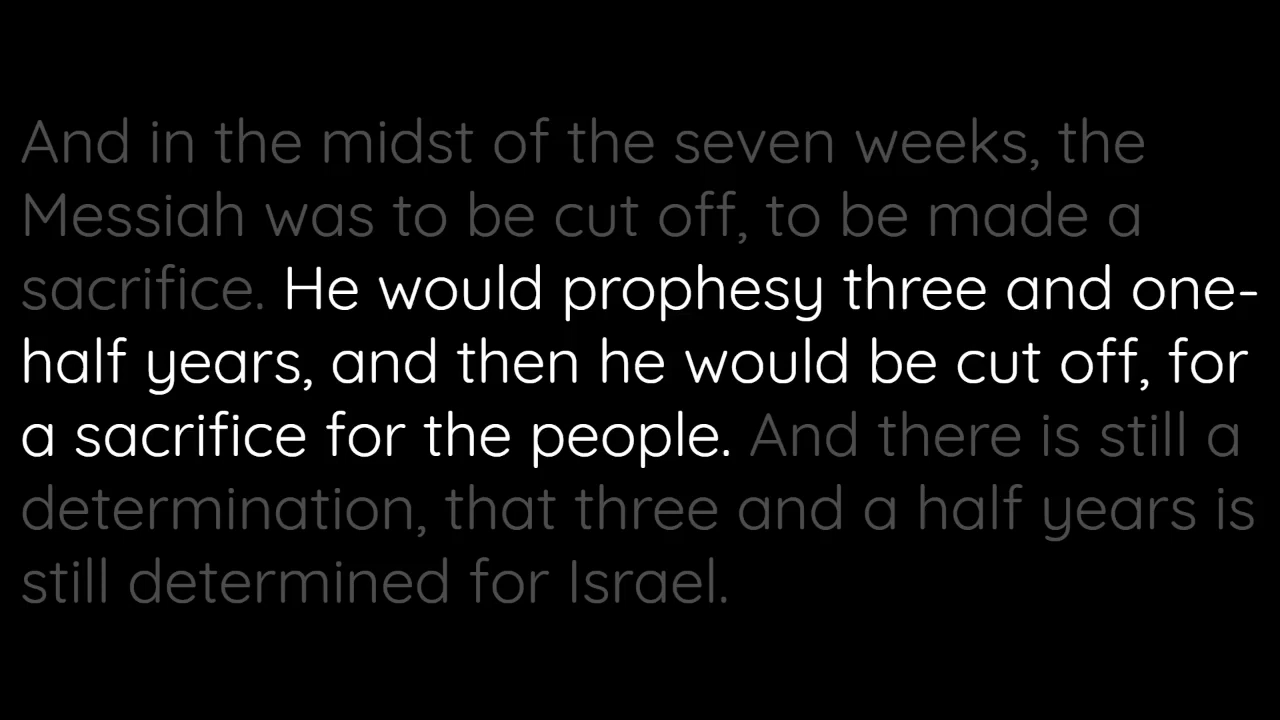 And in the midst of the seven weeks, the
Messiah was to be cut off, to be made a
sacrifice. He would prophesy three and one-
half years, and then he would be cut off, for
a sacrifice for the people. And there is still a
determination, that three and a half years is
still determined for Israel.